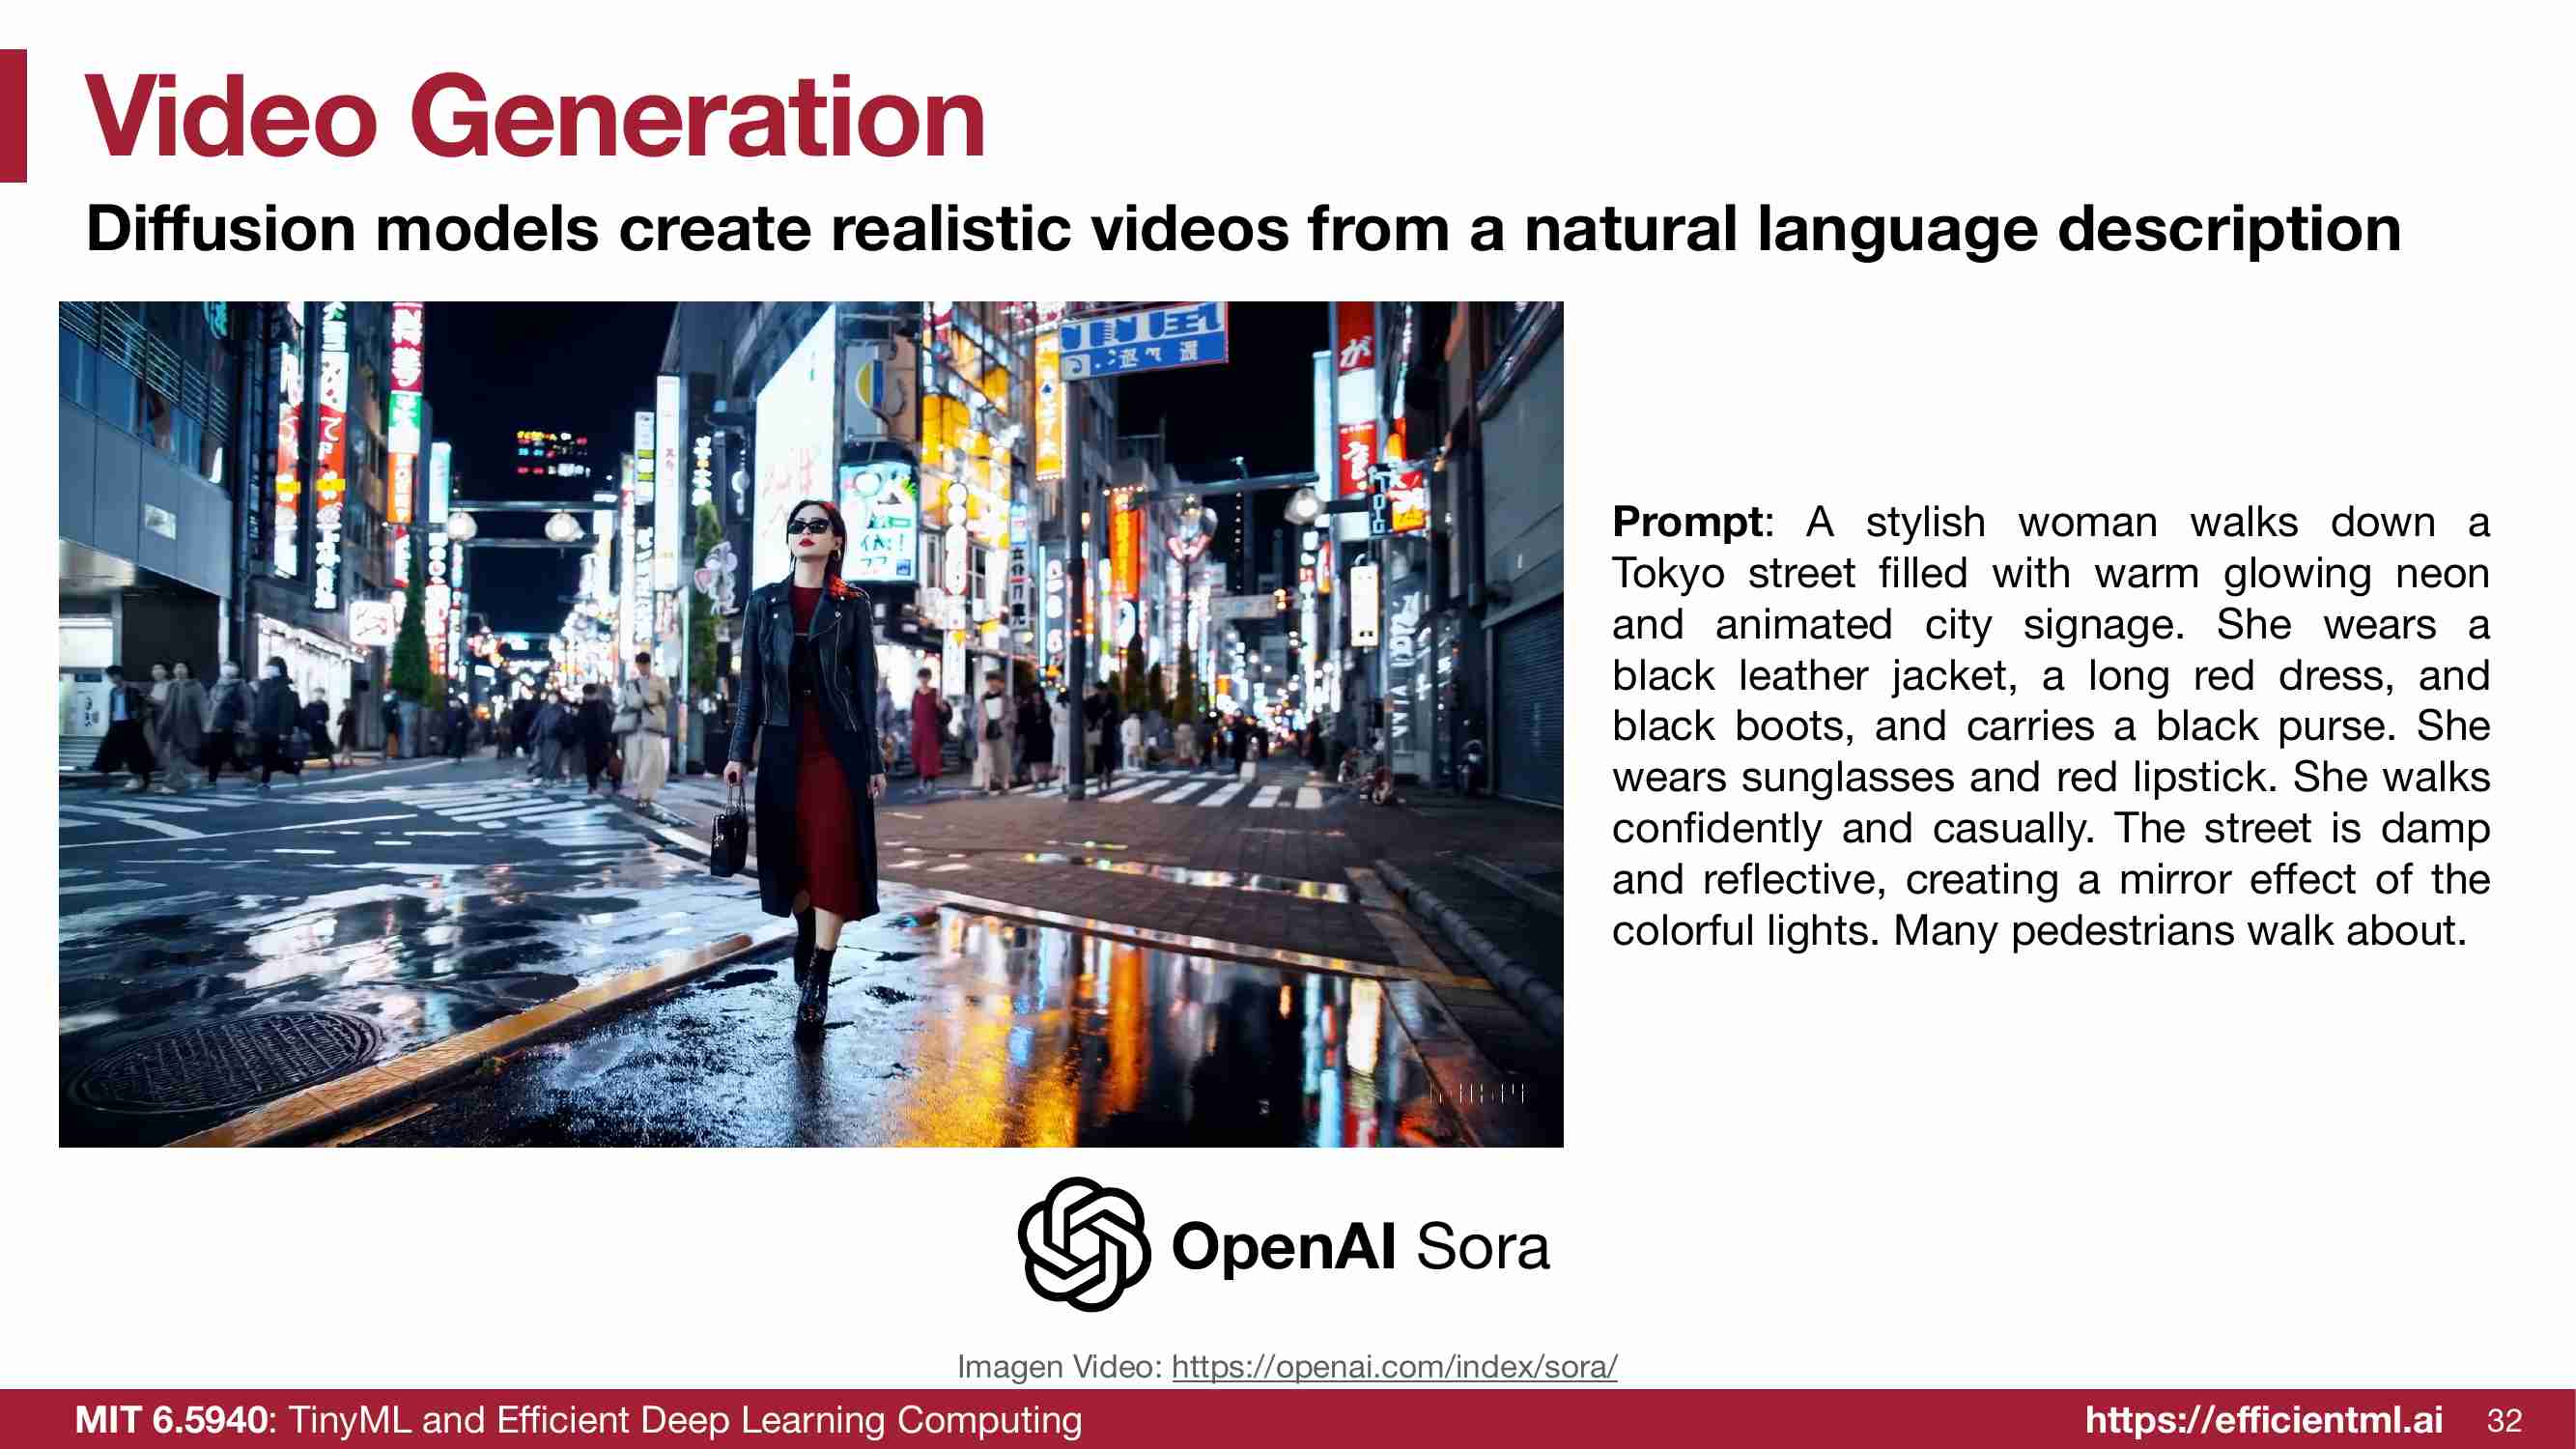 Video Generation
Diffusion models create realistic videos from a natural language description
Prompt: A stylish woman walks down a
Tokyo street filled with warm glowing neon
and animated city signage. She wears a
black leather jacket, a long red dress, and
black boots, and carries a black purse. She
wears sunglasses and red lipstick. She walks
confidently and casually. The street is damp
and reflective, creating a mirror effect of the
colorful lights. Many pedestrians walk about.
OpenAI Sora
Imagen Video: https://openai.com/index/sora/
MIT 6.5940: TinyML and Efficient Deep Learning Computing
https://efficientml.ai 32